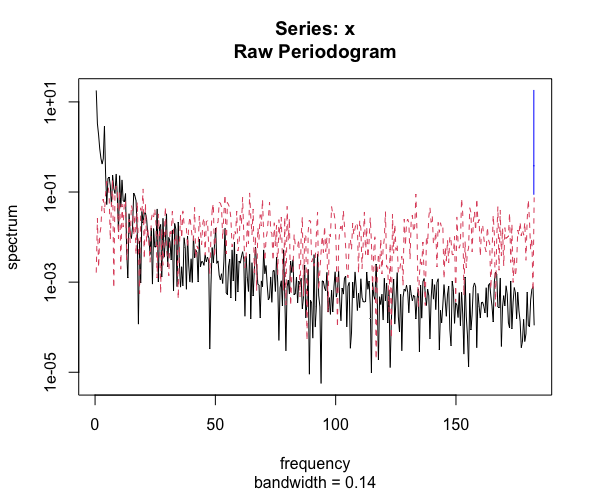 Series: x
Raw Periodogram
spectrum
1e+01
1e-01
1e-03
1e-05
0
50
100
150
frequency
bandwidth = 0.14